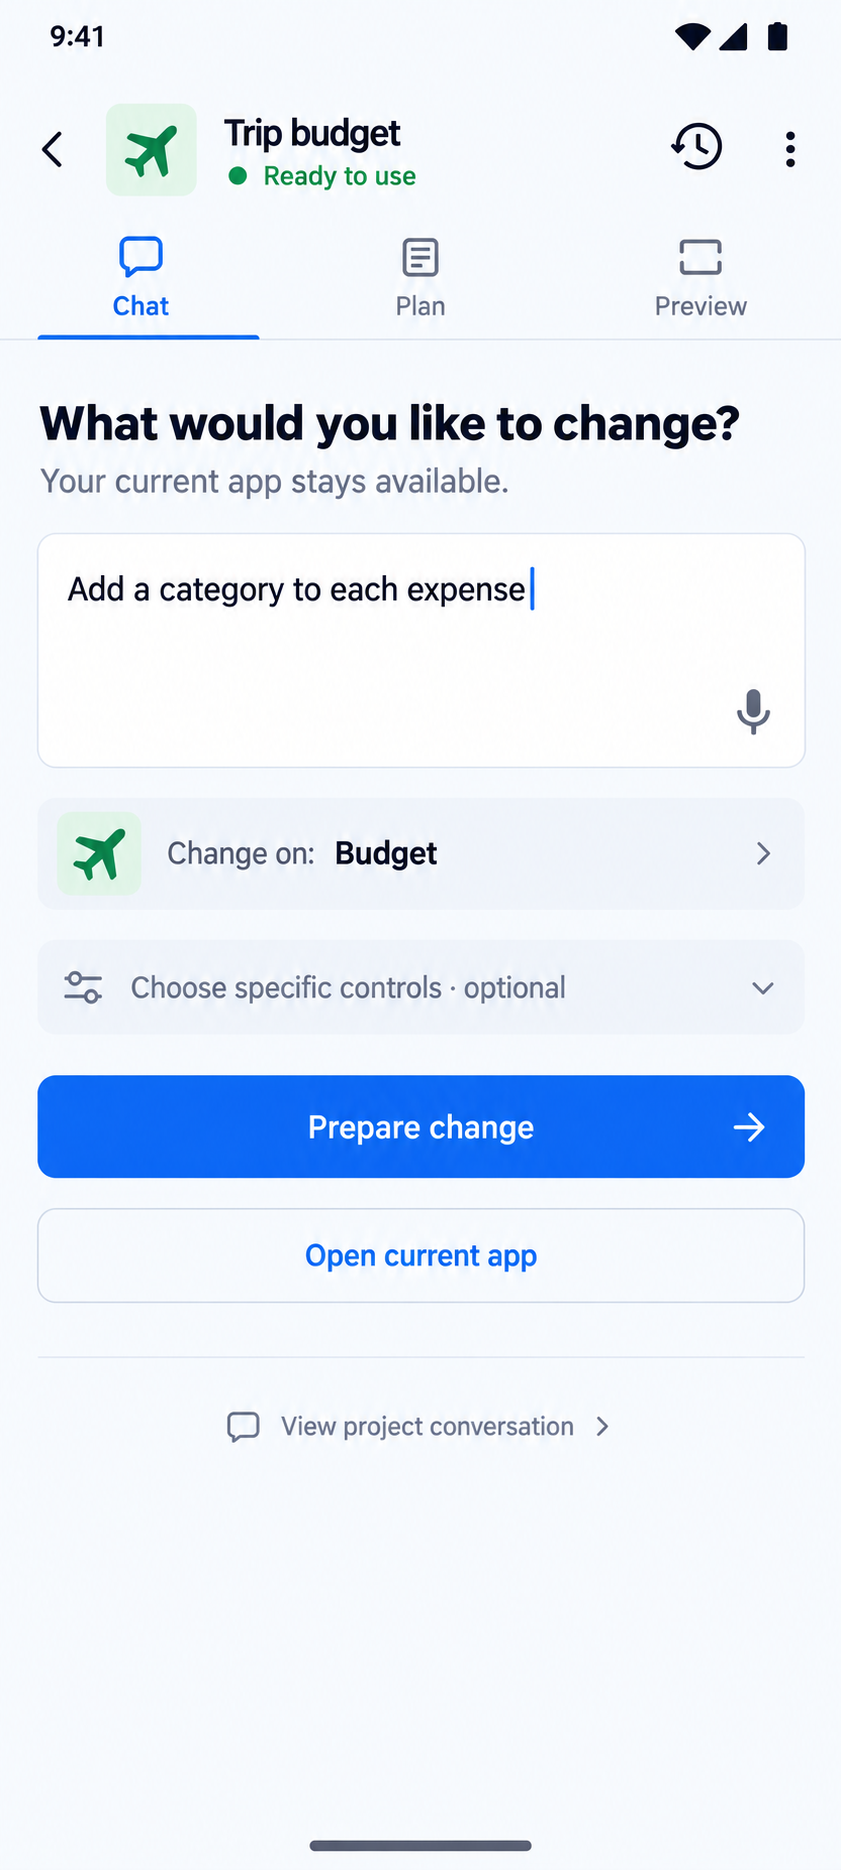 9:41
Trip budget
Ready to use
Chat
Plan
Preview
What would you like to change?
Your current app stays available.
Add a category to each expense
Change on: Budget
Choose specific controls · optional
Prepare change
Open current app
View project conversation